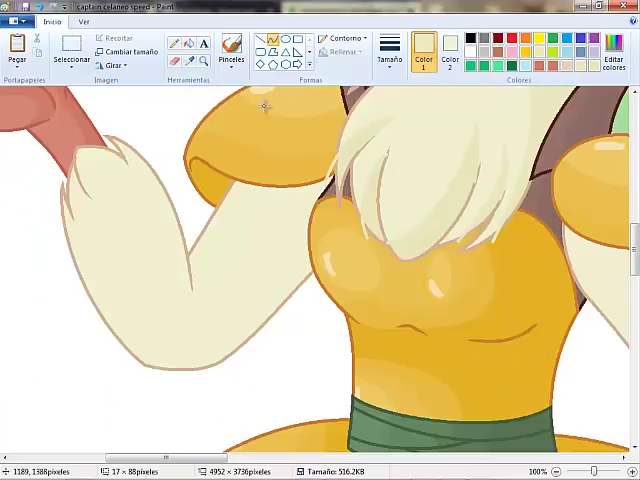 captain celaneo speed - Paint
Inicio Ver
Pegar
Seleccionar
Cambiar tamaño
Girar
Pinceles
Contorno
Rellenar
Tamaño
Color 1
Color 2
Editar colores
Portapapeles Imagen Herramientas Formas Colores
1189, 1388píxeles 17 × 88píxeles 4952 × 3736píxeles Tamaño: 516.2KB 100%